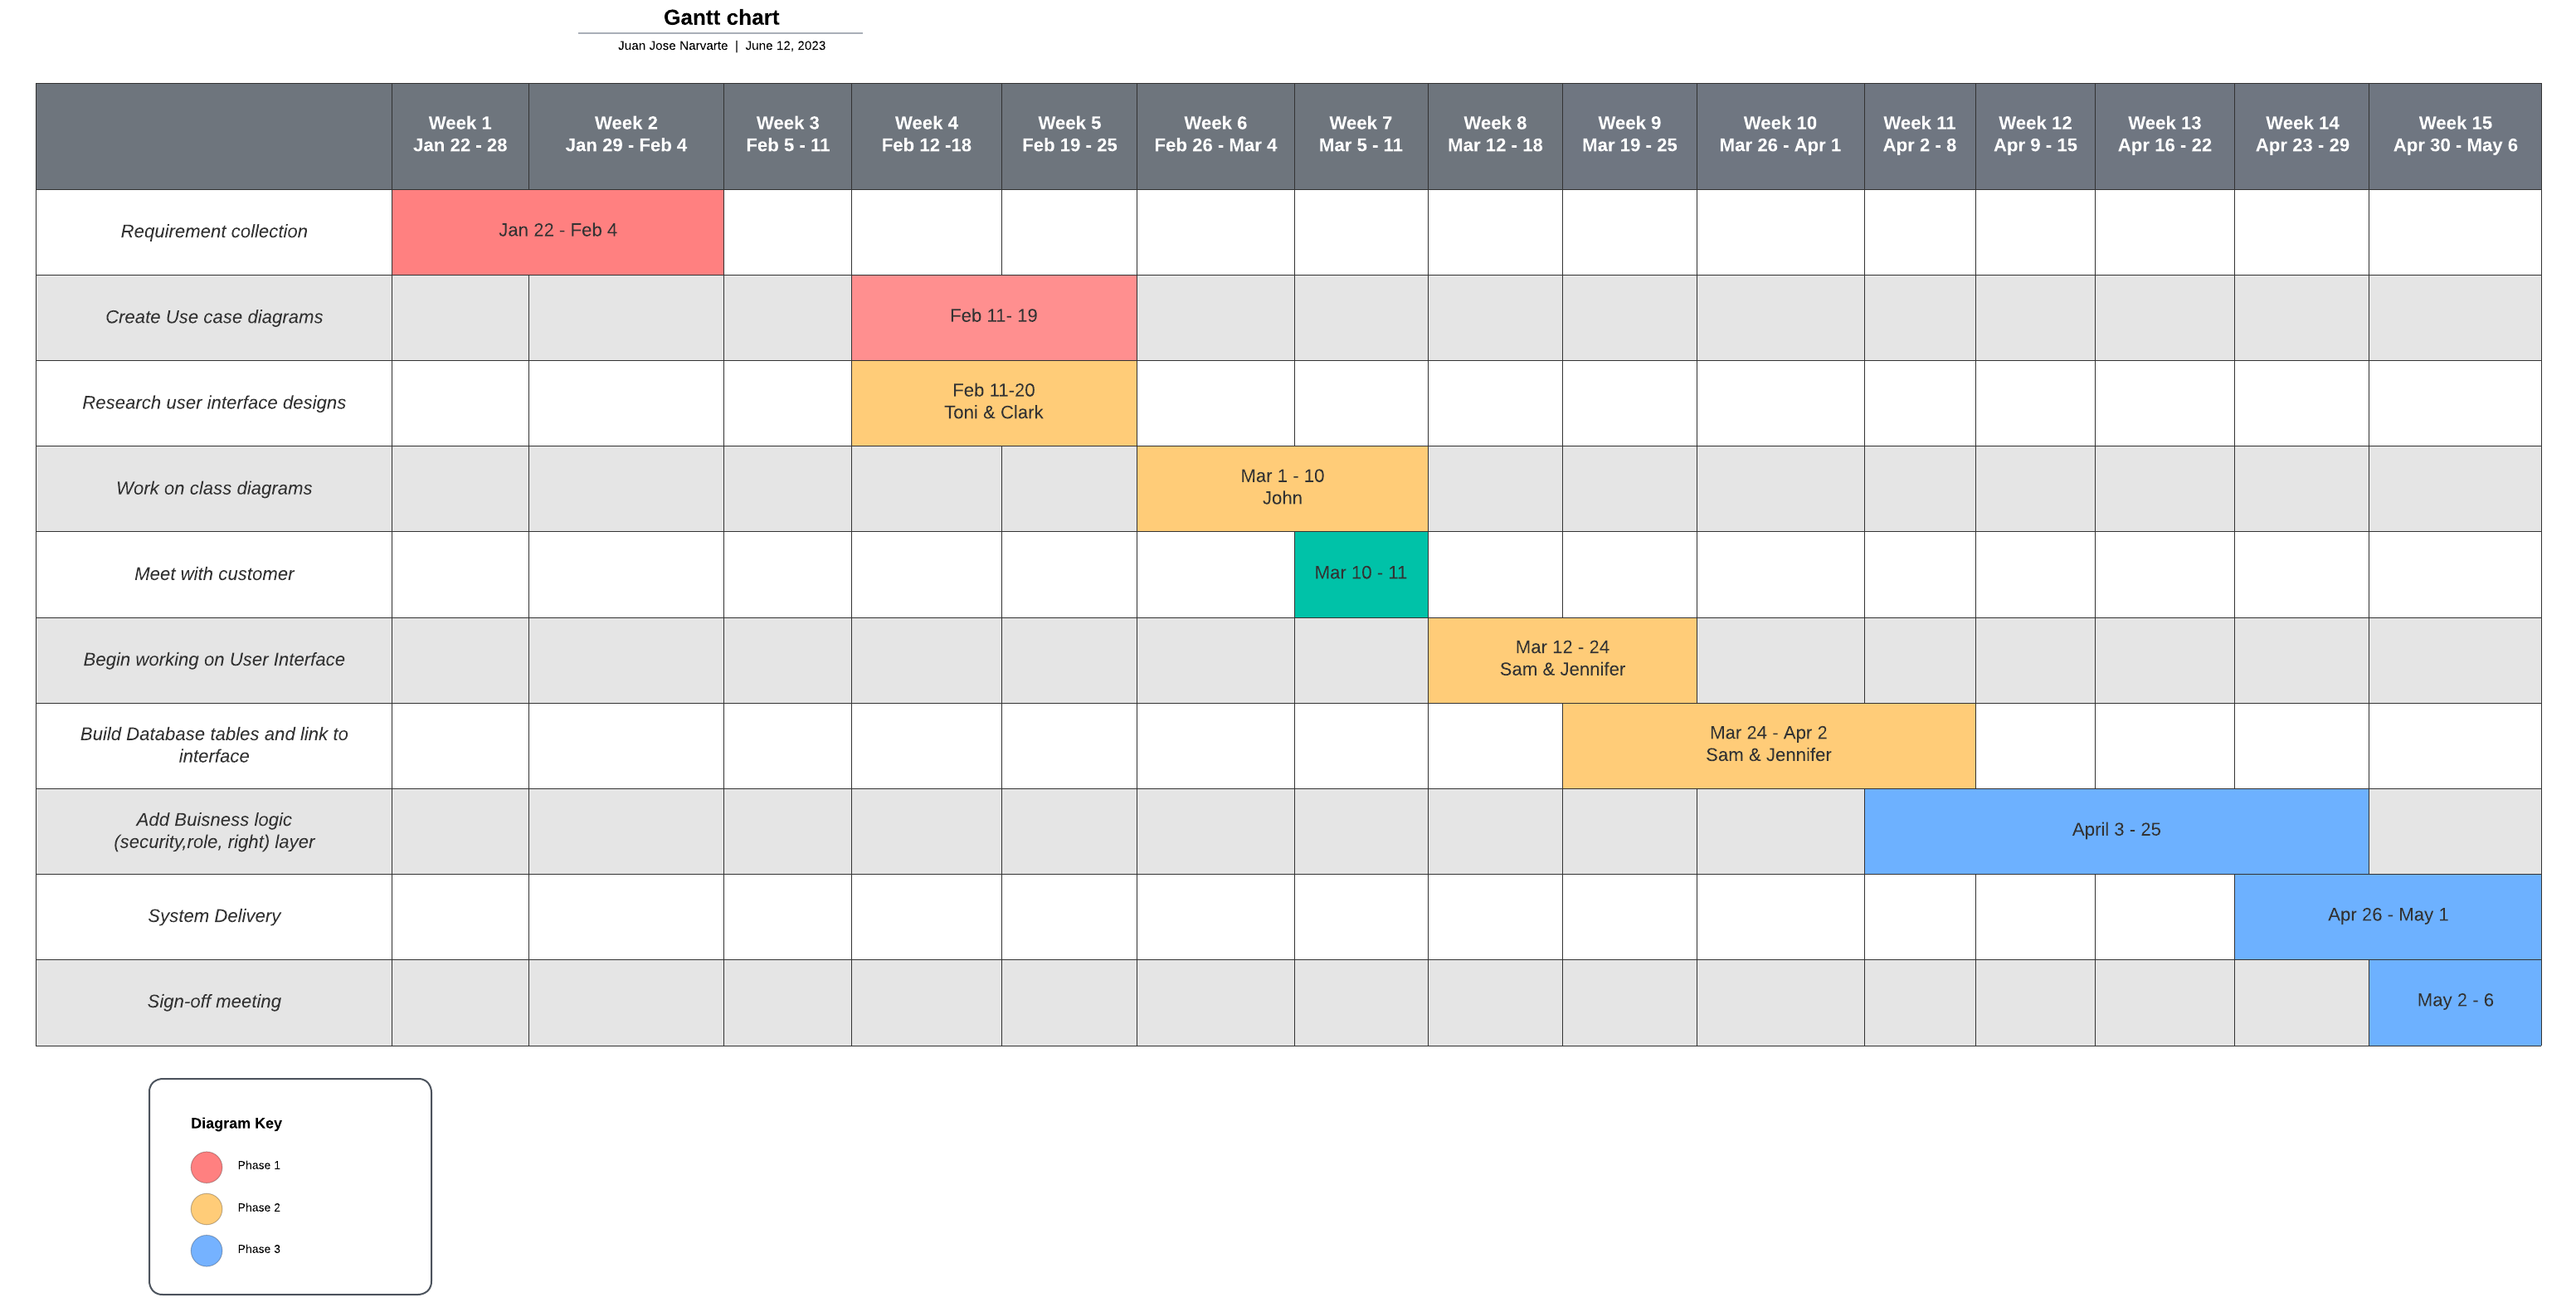 Gantt chart
Juan Jose Narvarte | June 12, 2023
Week 1
Jan 22 - 28
Week 2
Jan 29 - Feb 4
Week 3
Feb 5 - 11
Week 4
Feb 12 -18
Week 5
Feb 19 - 25
Week 6
Feb 26 - Mar 4
Week 7
Mar 5 - 11
Week 8
Mar 12 - 18
Week 9
Mar 19 - 25
Week 10
Mar 26 - Apr 1
Week 11
Apr 2 - 8
Week 12
Apr 9 - 15
Week 13
Apr 16 - 22
Week 14
Apr 23 - 29
Week 15
Apr 30 - May 6
Requirement collection
Jan 22 - Feb 4
Create Use case diagrams
Feb 11- 19
Research user interface designs
Feb 11-20
Toni & Clark
Work on class diagrams
Mar 1 - 10
John
Meet with customer
Mar 10 - 11
Begin working on User Interface
Mar 12 - 24
Sam & Jennifer
Build Database tables and link to
interface
Mar 24 - Apr 2
Sam & Jennifer
Add Buisness logic
(security,role, right) layer
April 3 - 25
System Delivery
Apr 26 - May 1
Sign-off meeting
May 2 - 6
Diagram Key
Phase 1
Phase 2
Phase 3